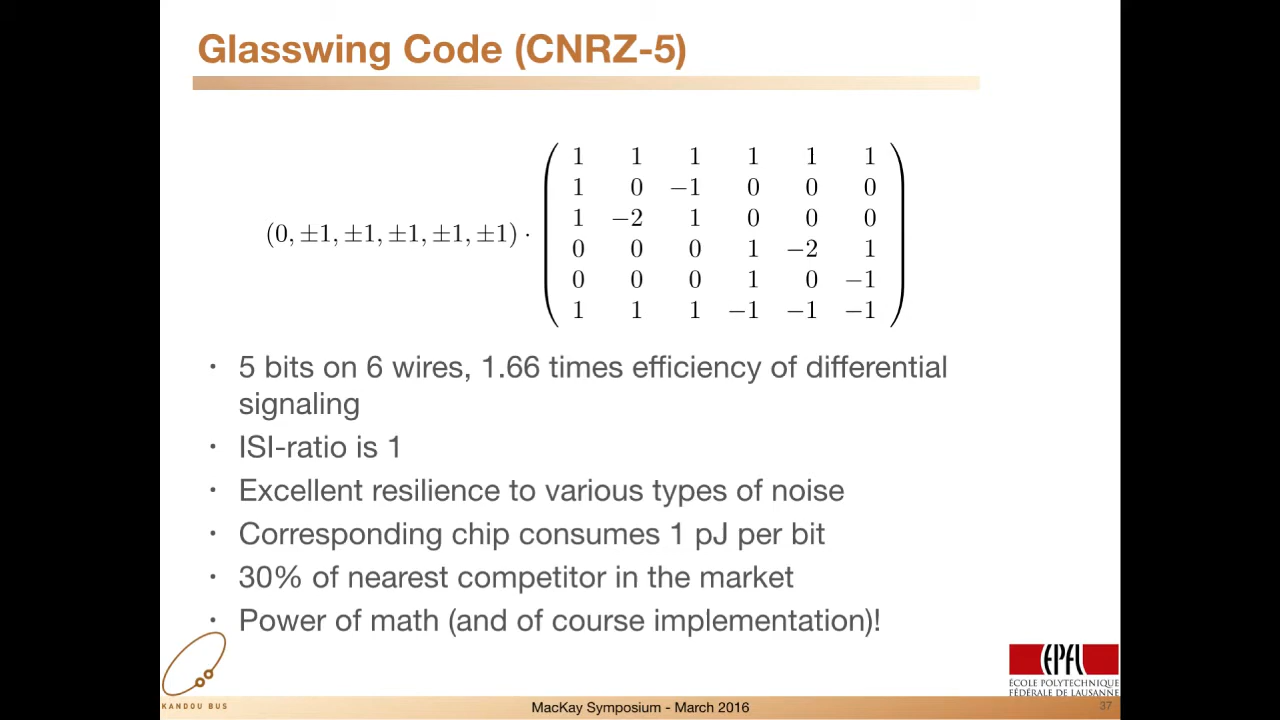 Glasswing Code (CNRZ-5)
1 1 1 1 1 1
1 0 −1 0 0 0
1 −2 1 0 0 0
(0, ±1, ±1, ±1, ±1, ±1) ·
0 0 0 1 −2 1
0 0 0 1 0 −1
1 1 1 −1 −1 −1
• 5 bits on 6 wires, 1.66 times efficiency of differential
signaling
• ISI-ratio is 1
• Excellent resilience to various types of noise
• Corresponding chip consumes 1 pJ per bit
• 30% of nearest competitor in the market
• Power of math (and of course implementation)!
KANDOU BUS
MacKay Symposium - March 2016
EPFL
ÉCOLE POLYTECHNIQUE
FÉDÉRALE DE LAUSANNE
37